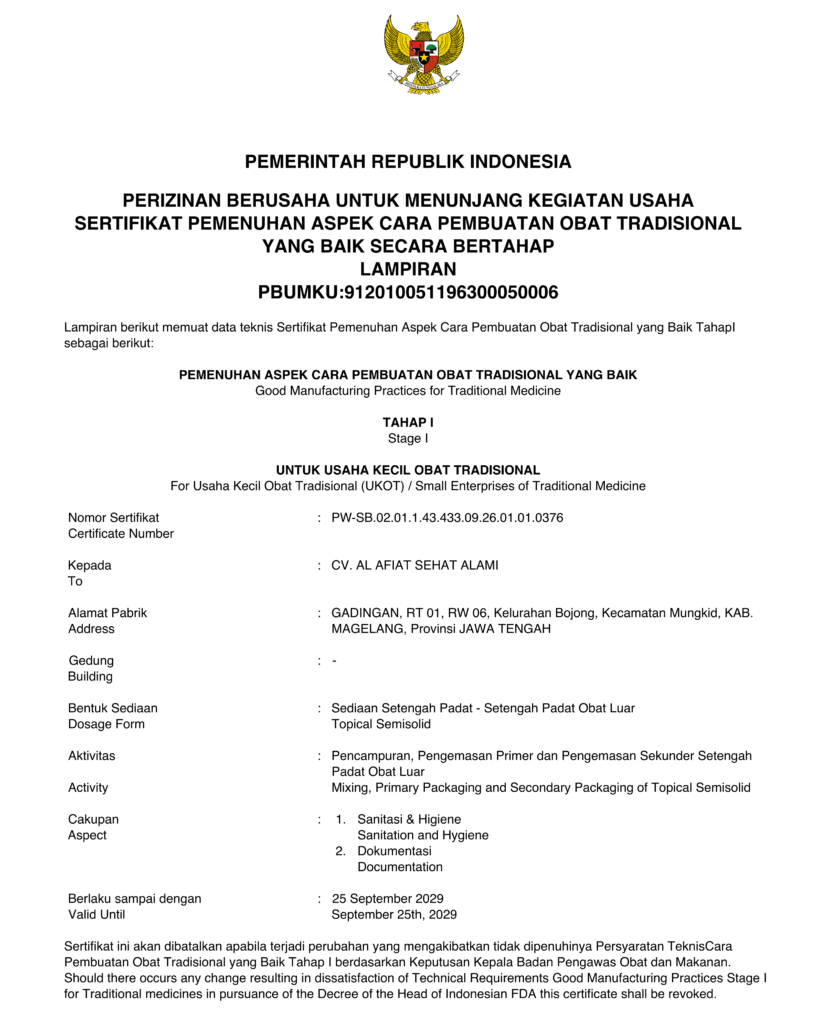 PEMERINTAH REPUBLIK INDONESIA
PERIZINAN BERUSAHA UNTUK MENUNJANG KEGIATAN USAHA
SERTIFIKAT PEMENUHAN ASPEK CARA PEMBUATAN OBAT TRADISIONAL
YANG BAIK SECARA BERTAHAP
LAMPIRAN
PBUMKU:912010051196300050006
Lampiran berikut memuat data teknis Sertifikat Pemenuhan Aspek Cara Pembuatan Obat Tradisional yang Baik TahapI
sebagai berikut:
PEMENUHAN ASPEK CARA PEMBUATAN OBAT TRADISIONAL YANG BAIK
Good Manufacturing Practices for Traditional Medicine
TAHAP I
Stage I
UNTUK USAHA KECIL OBAT TRADISIONAL
For Usaha Kecil Obat Tradisional (UKOT) / Small Enterprises of Traditional Medicine
Nomor Sertifikat : PW-SB.02.01.1.43.433.09.26.01.01.0376
Certificate Number
Kepada : CV. AL AFIAT SEHAT ALAMI
To
Alamat Pabrik : GADINGAN, RT 01, RW 06, Kelurahan Bojong, Kecamatan Mungkid, KAB.
Address MAGELANG, Provinsi JAWA TENGAH
Gedung : -
Building
Bentuk Sediaan : Sediaan Setengah Padat - Setengah Padat Obat Luar
Dosage Form Topical Semisolid
Aktivitas : Pencampuran, Pengemasan Primer dan Pengemasan Sekunder Setengah
Padat Obat Luar
Activity Mixing, Primary Packaging and Secondary Packaging of Topical Semisolid
Cakupan : 1. Sanitasi & Higiene
Aspect Sanitation and Hygiene
2. Dokumentasi
Documentation
Berlaku sampai dengan : 25 September 2029
Valid Until September 25th, 2029
Sertifikat ini akan dibatalkan apabila terjadi perubahan yang mengakibatkan tidak dipenuhinya Persyaratan TeknisCara
Pembuatan Obat Tradisional yang Baik Tahap I berdasarkan Keputusan Kepala Badan Pengawas Obat dan Makanan.
Should there occurs any change resulting in dissatisfaction of Technical Requirements Good Manufacturing Practices Stage I
for Traditional medicines in pursuance of the Decree of the Head of Indonesian FDA this certificate shall be revoked.